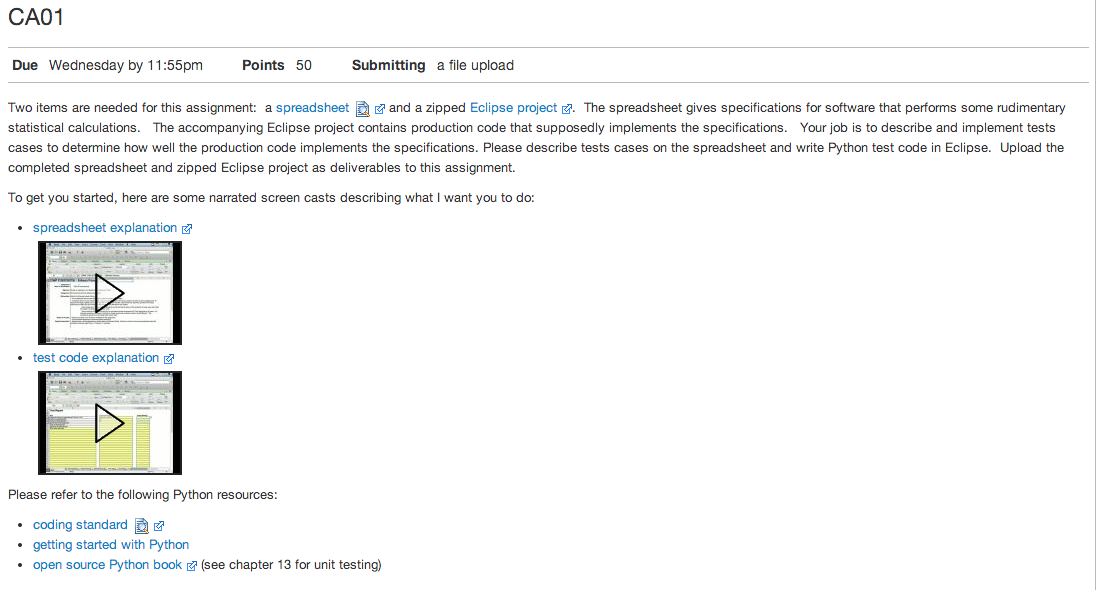 CA01
Due Wednesday by 11:55pm Points 50 Submitting a file upload
Two items are needed for this assignment: a spreadsheet and a zipped Eclipse project . The spreadsheet gives specifications for software that performs some rudimentary
statistical calculations. The accompanying Eclipse project contains production code that supposedly implements the specifications. Your job is to describe and implement tests
cases to determine how well the production code implements the specifications. Please describe tests cases on the spreadsheet and write Python test code in Eclipse. Upload the
completed spreadsheet and zipped Eclipse project as deliverables to this assignment.
To get you started, here are some narrated screen casts describing what I want you to do:
• spreadsheet explanation
• test code explanation
Please refer to the following Python resources:
• coding standard
• getting started with Python
• open source Python book (see chapter 13 for unit testing)